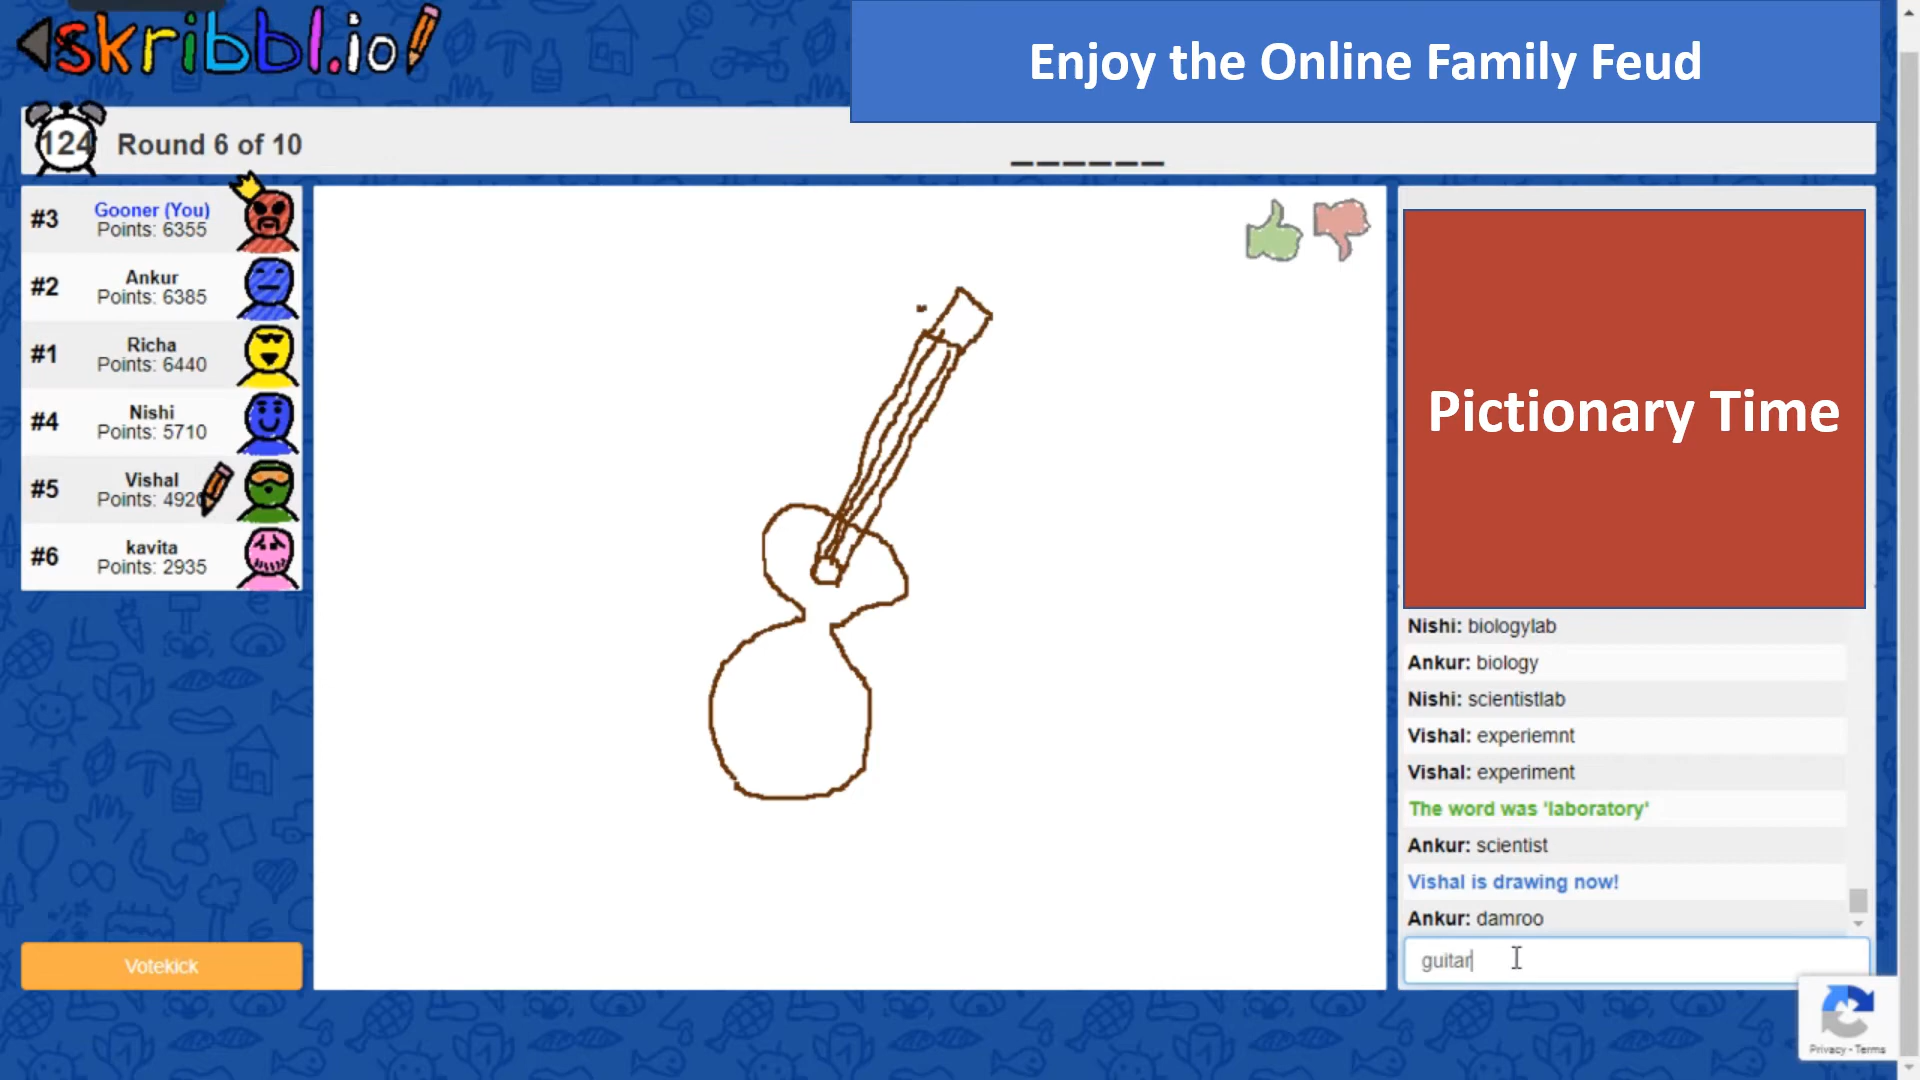 skribbl.io
Enjoy the Online Family Feud
124
Round 6 of 10
______
#3
Gooner (You)
Points: 6355
#2
Ankur
Points: 6385
#1
Richa
Points: 6440
#4
Nishi
Points: 5710
#5
Vishal
Points: 4920
#6
kavita
Points: 2935
Votekick
Pictionary Time
Nishi: biologylab
Ankur: biology
Nishi: scientistlab
Vishal: experiemnt
Vishal: experiment
The word was 'laboratory'
Ankur: scientist
Vishal is drawing now!
Ankur: damroo
guitar
Privacy - Terms